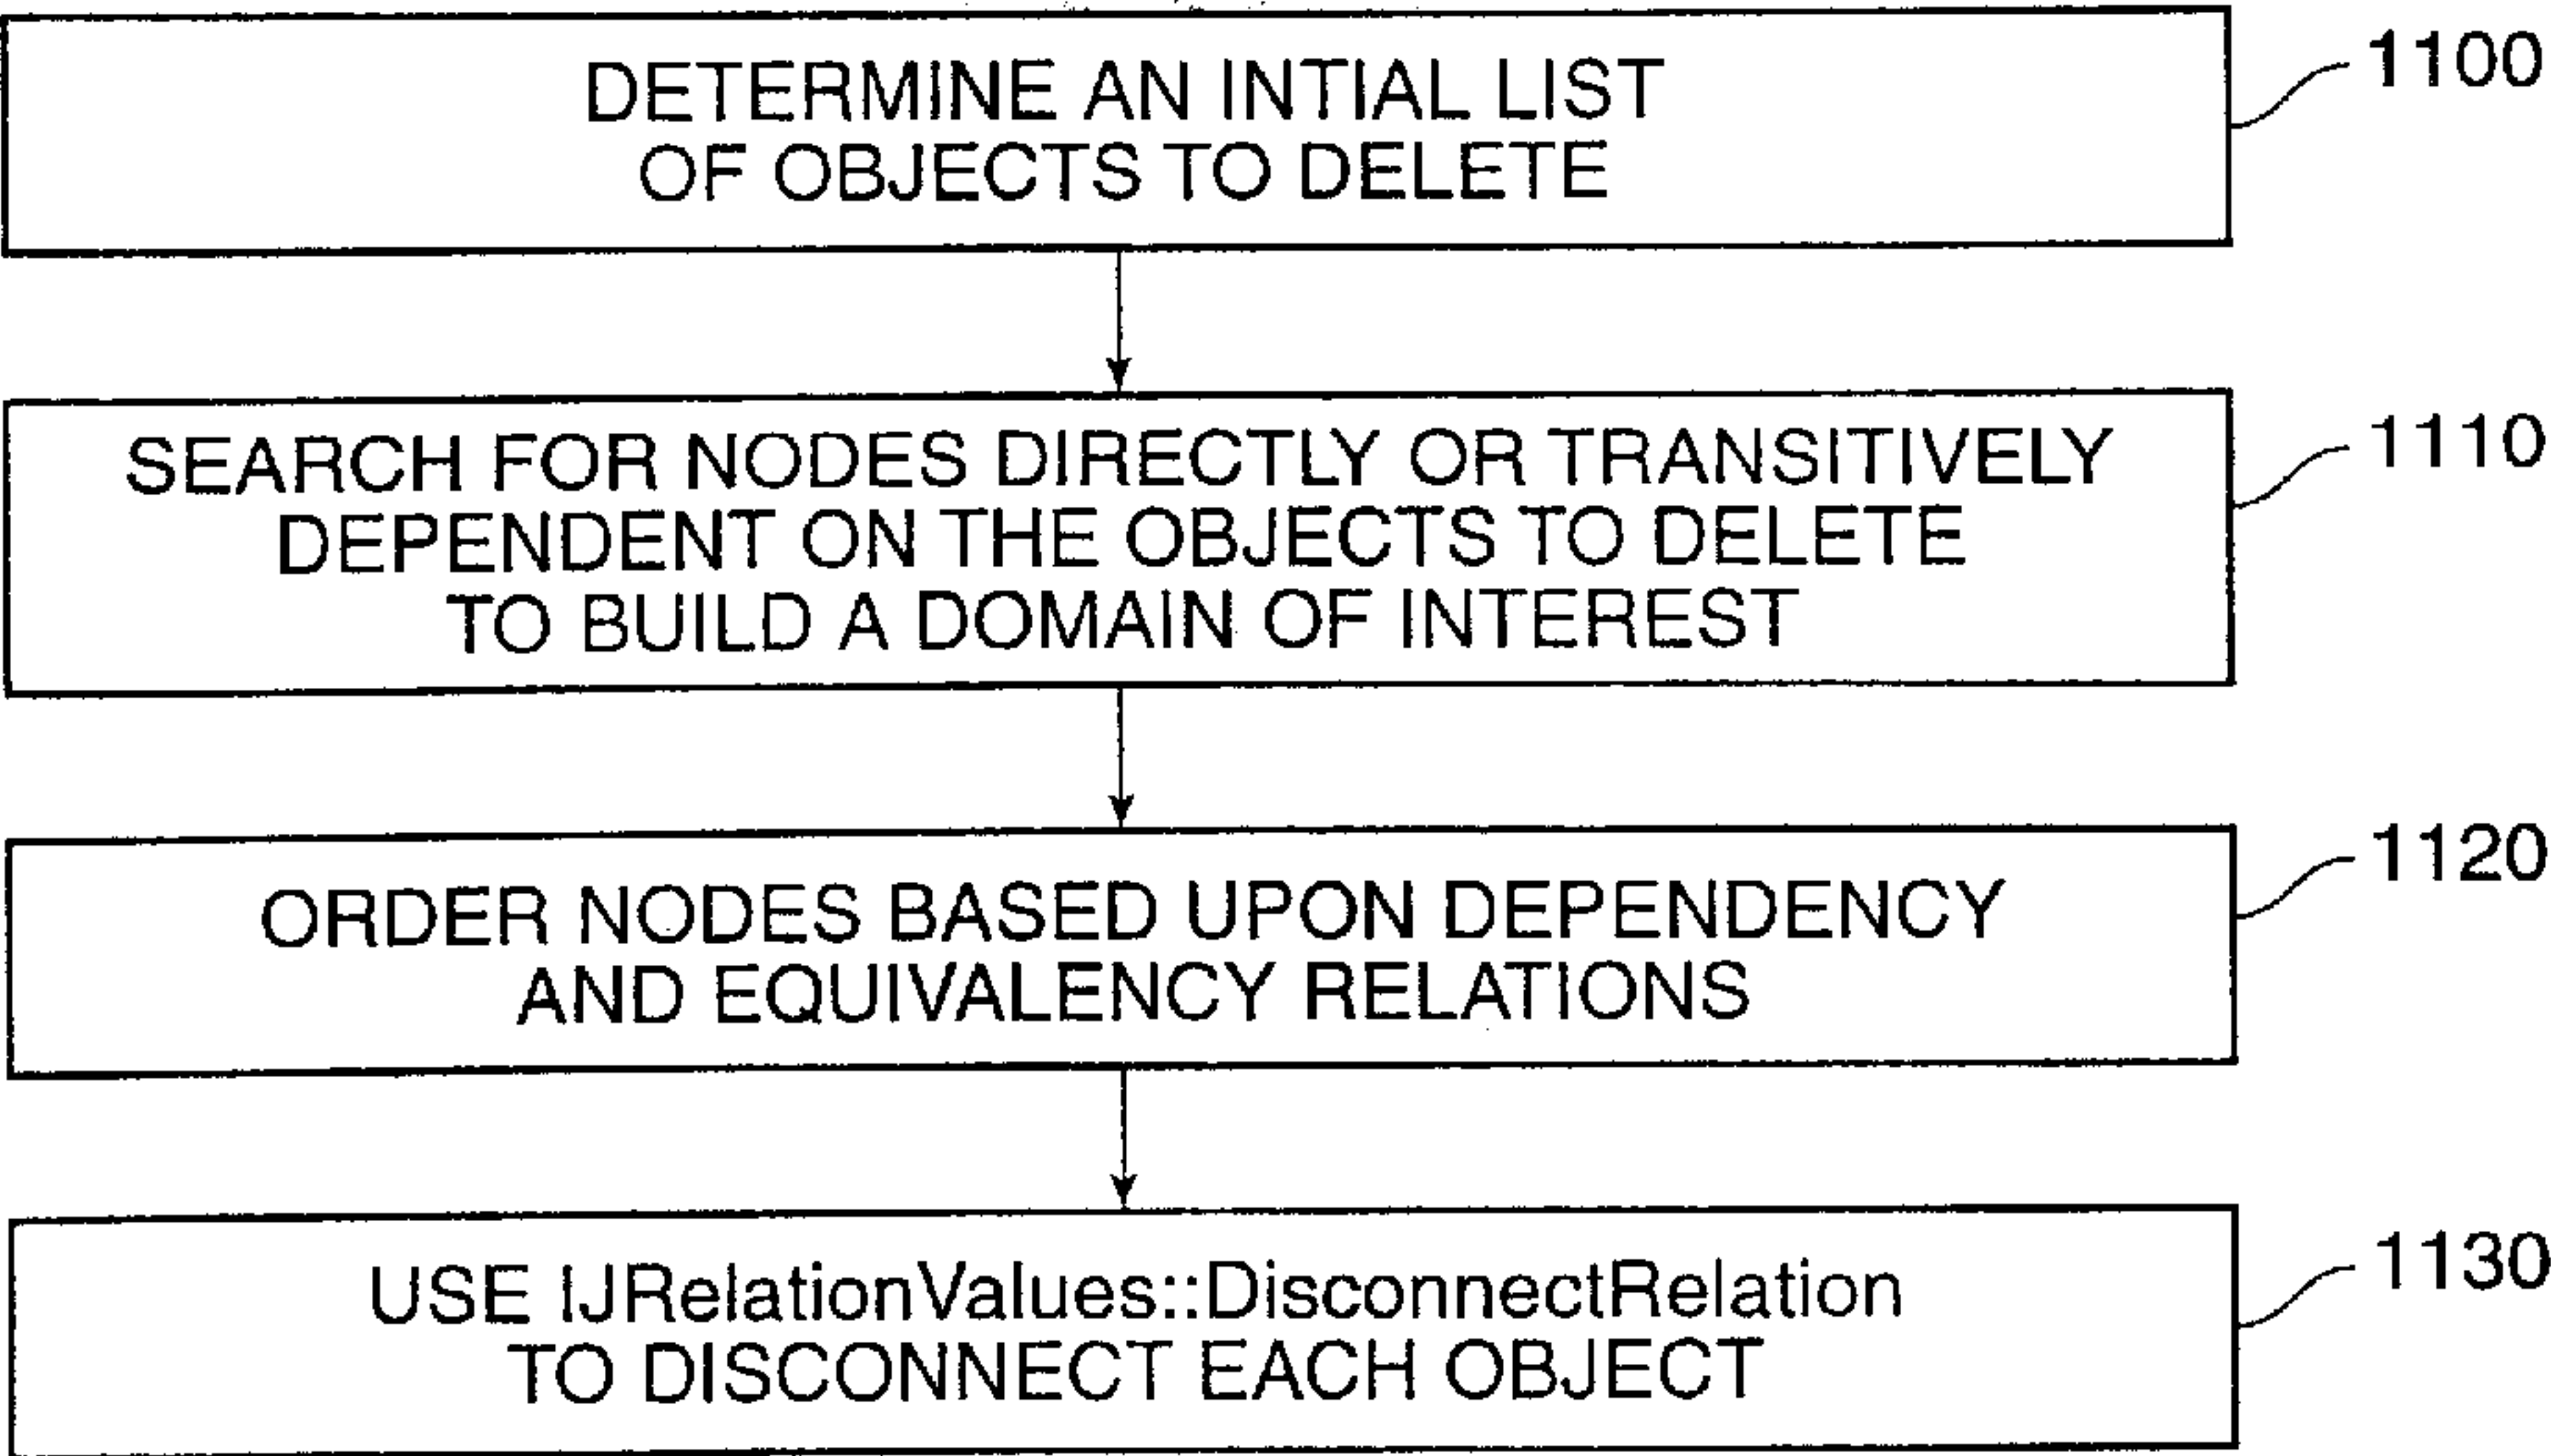 DETERMINE AN INTIAL LIST
OF OBJECTS TO DELETE
1100
SEARCH FOR NODES DIRECTLY OR TRANSITIVELY
DEPENDENT ON THE OBJECTS TO DELETE
TO BUILD A DOMAIN OF INTEREST
1110
ORDER NODES BASED UPON DEPENDENCY
AND EQUIVALENCY RELATIONS
1120
USE IJRelationValues::DisconnectRelation
TO DISCONNECT EACH OBJECT
1130